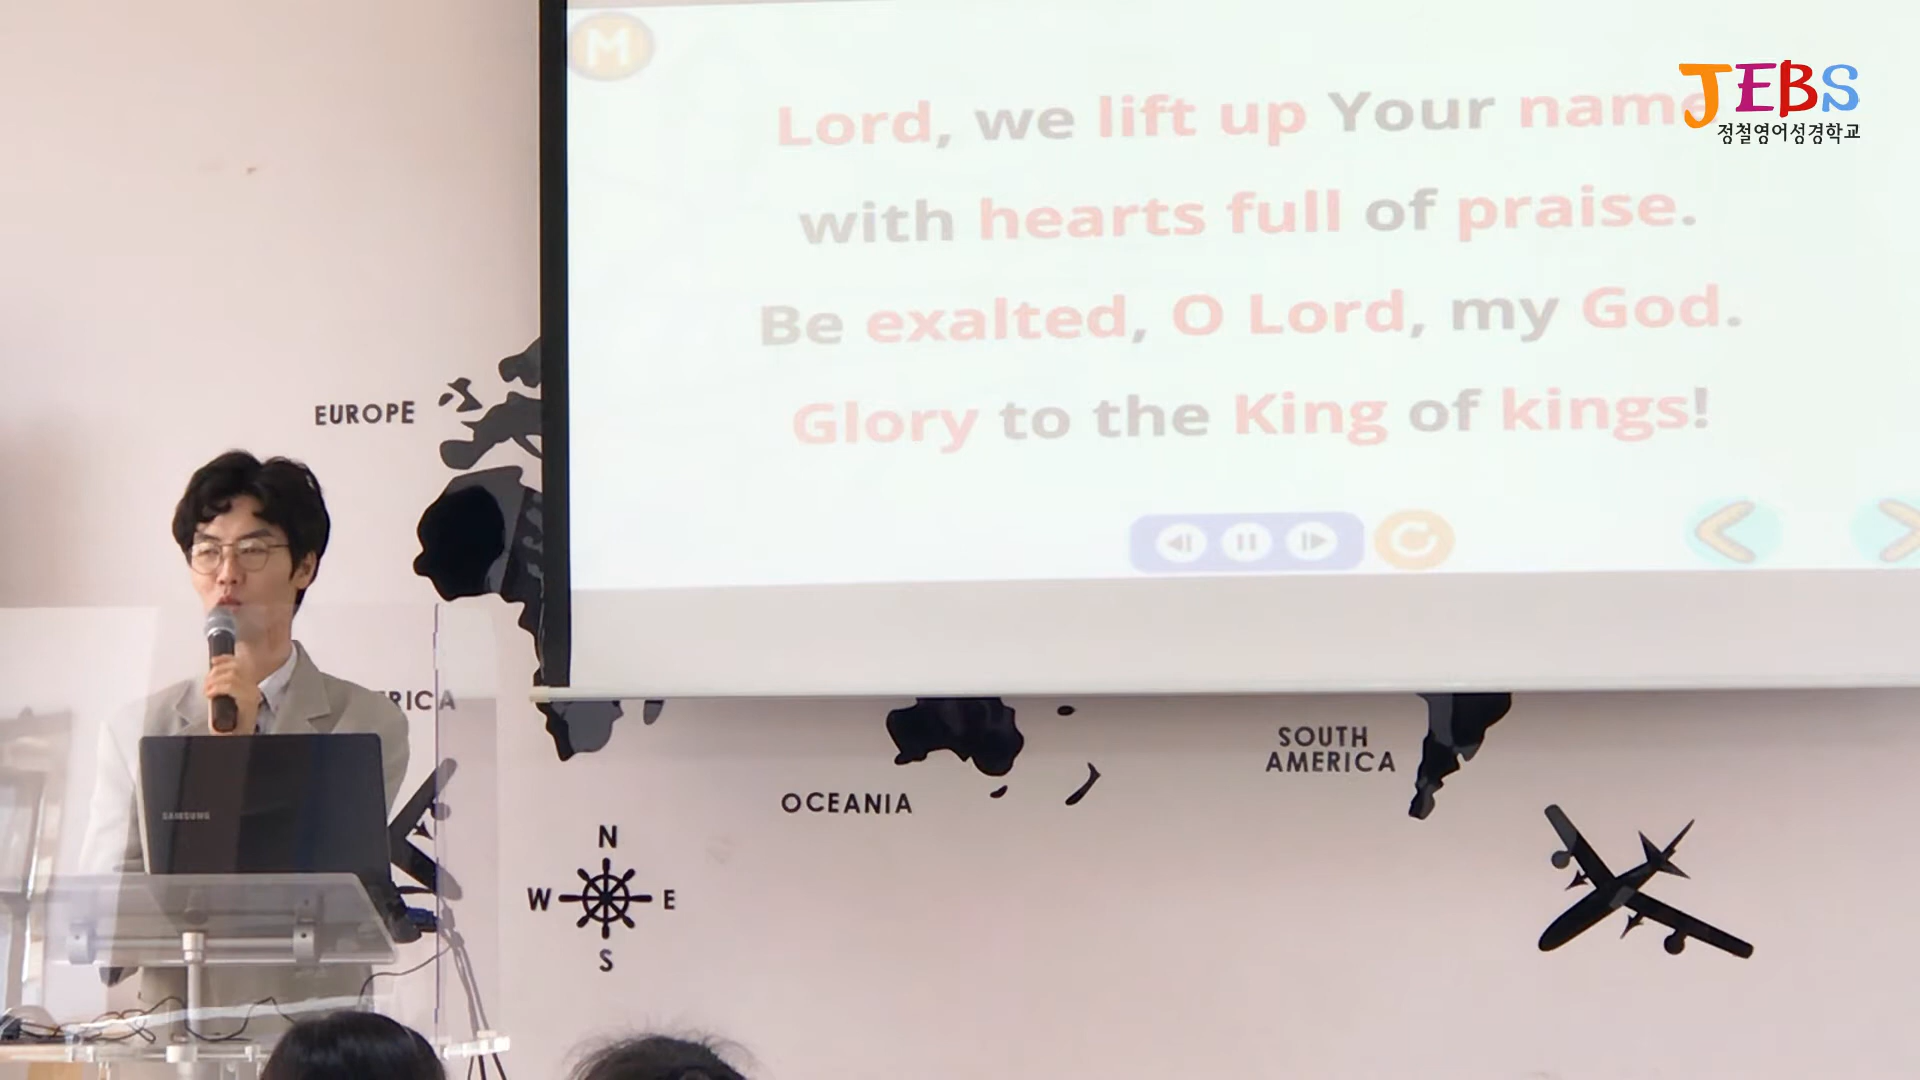 M
Lord, we lift up Your name
with hearts full of praise.
Be exalted, O Lord, my God.
Glory to the King of kings!
JEBS
정철영어성경학교
EUROPE
RICA
SAMSUNG
OCEANIA
SOUTH
AMERICA
N
W E
S